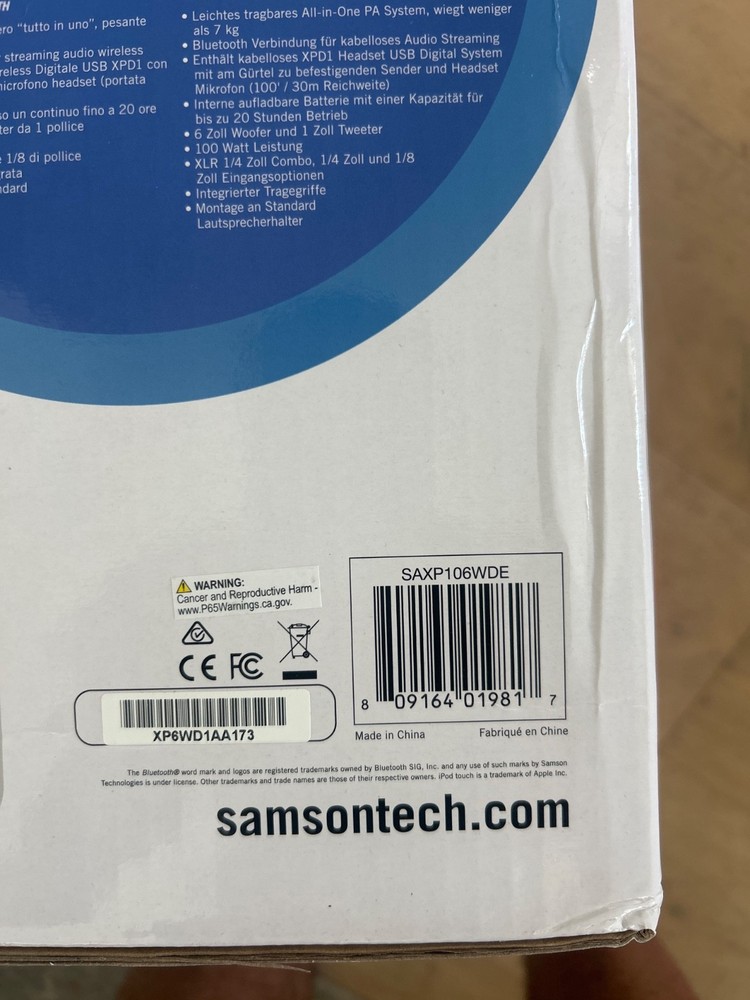 TH
ro "tutto in uno", pesante
streaming audio wireless
Digitale USB XPD1 con
microfono headset (portata
so un continuo fino a 20 ore
da 1 pollice
1/8 di pollice
• Leichtes tragbares All-in-One PA System, wiegt weniger
als 7 kg
• Bluetooth Verbindung für kabelloses Audio Streaming
• Enthält kabelloses XPD1 Headset USB Digital System
mit am Gürtel zu befestigenden Sender und Headset
Mikrofon (100' / 30m Reichweite)
• Interne aufladbare Batterie mit einer Kapazität für
bis zu 20 Stunden Betrieb
• 6 Zoll Woofer und 1 Zoll Tweeter
• 100 Watt Leistung
• XLR 1/4 Zoll Combo, 1/4 Zoll und 1/8
Zoll Eingangsoptionen
• Integrierter Tragegriffe
• Montage an Standard
Lautsprecherhalter
WARNING:
Cancer and Reproductive Harm -
www.P65Warnings.ca.gov.
CE FC
XP6WD1AA173
SAXP106WDE
8 09164 01981 7
Made in China Fabriqué en Chine
The Bluetooth® word mark and logos are registered trademarks owned by Bluetooth SIG, Inc. and any use of such marks by Samson
Technologies is under license. Other trademarks and trade names are those of their respective owners. iPod touch is a trademark of Apple Inc.
samsontech.com